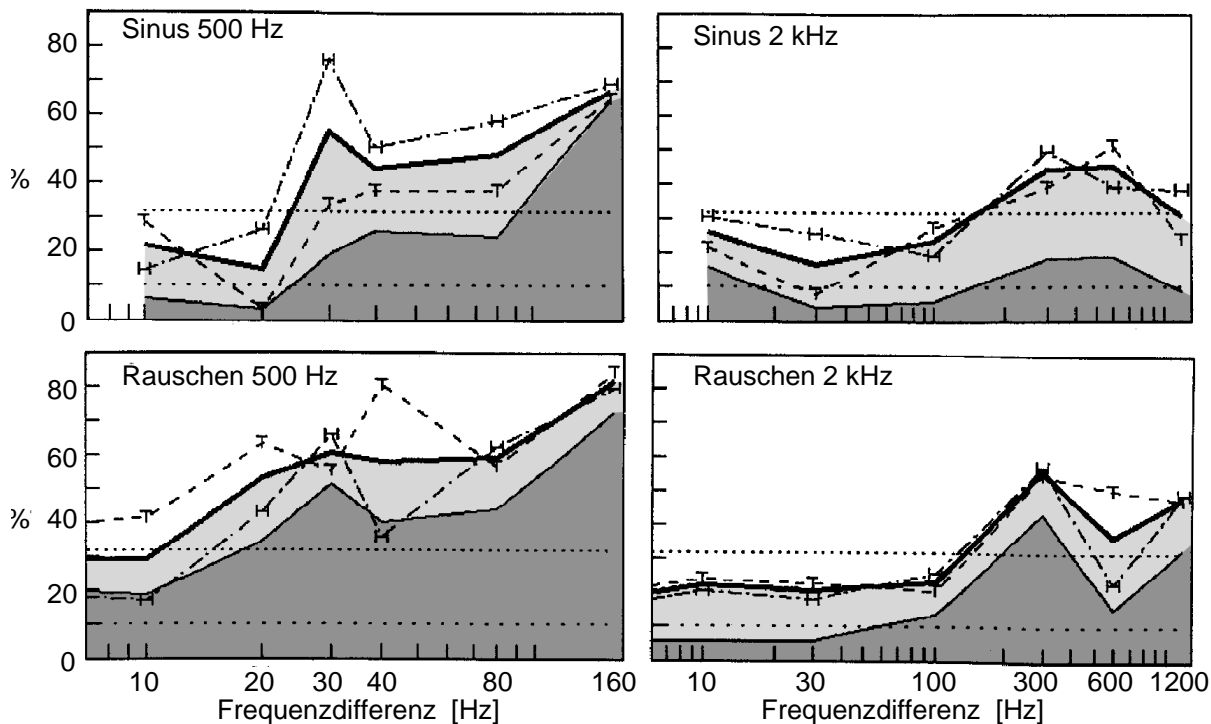 Sinus 500 Hz
Sinus 2 kHz
80
60
%
40
20
0
Rauschen 500 Hz
Rauschen 2 kHz
80
60
%
40
20
0
10 20 30 40 80 160
10 30 100 300 600 1200
Frequenzdifferenz [Hz]
Frequenzdifferenz [Hz]